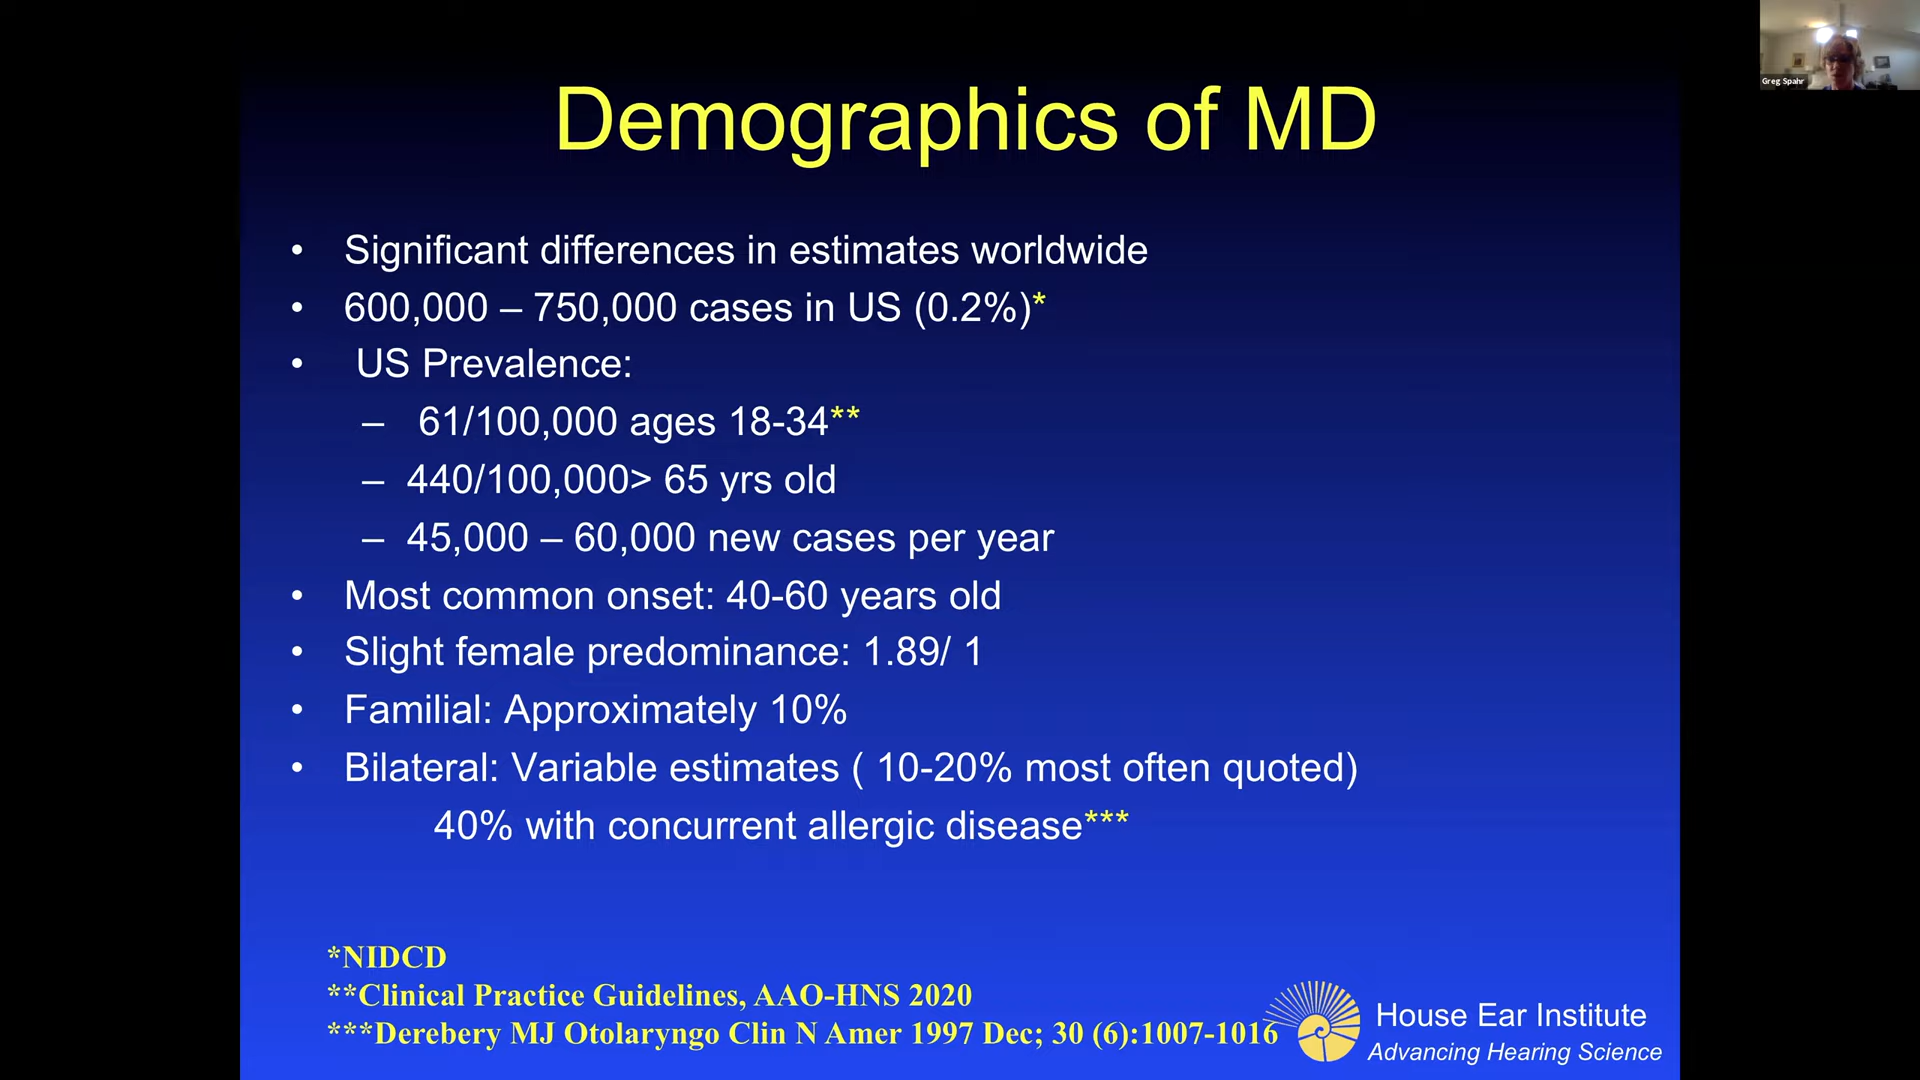 Greg Spahr
Demographics of MD
• Significant differences in estimates worldwide
• 600,000 – 750,000 cases in US (0.2%)*
• US Prevalence:
– 61/100,000 ages 18-34**
– 440/100,000> 65 yrs old
– 45,000 – 60,000 new cases per year
• Most common onset: 40-60 years old
• Slight female predominance: 1.89/ 1
• Familial: Approximately 10%
• Bilateral: Variable estimates ( 10-20% most often quoted)
40% with concurrent allergic disease***
*NIDCD
**Clinical Practice Guidelines, AAO-HNS 2020
***Derebery MJ Otolaryngo Clin N Amer 1997 Dec; 30 (6):1007-1016
House Ear Institute
Advancing Hearing Science